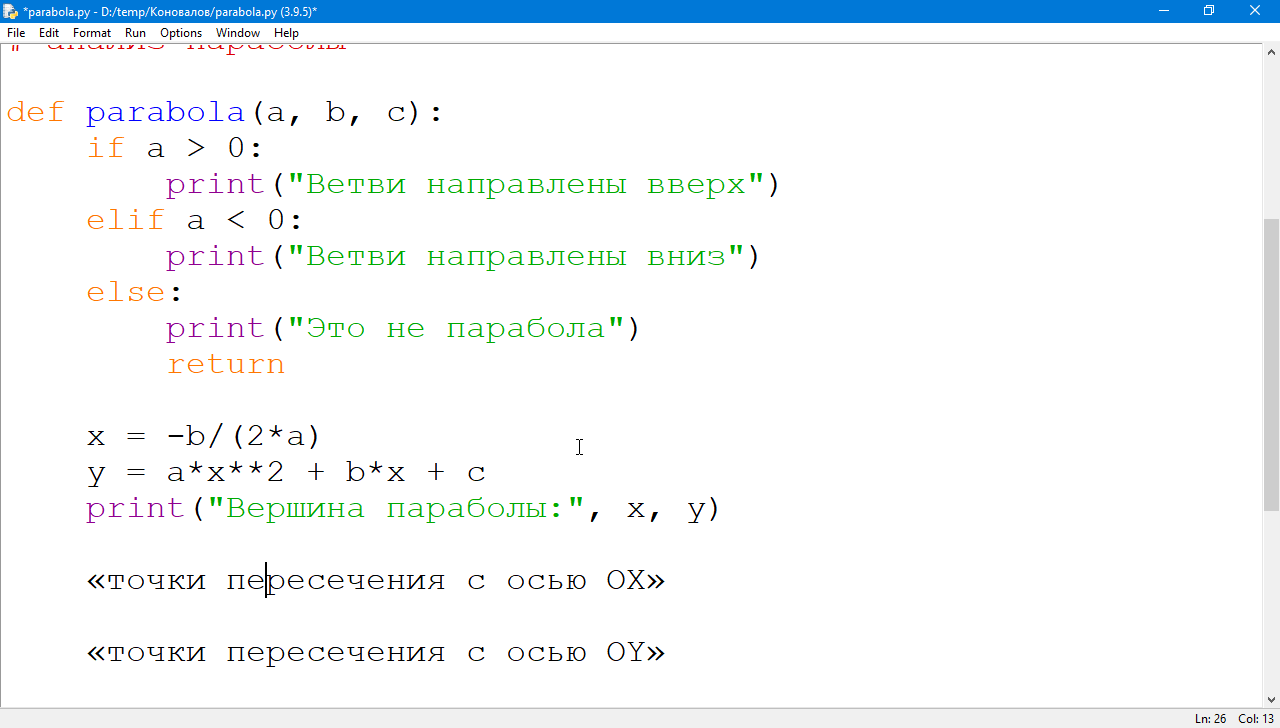 *parabola.py - D:/temp/Коновалов/parabola.py (3.9.5)*
File Edit Format Run Options Window Help
# анализ параболы
def parabola(a, b, c):
    if a > 0:
        print("Ветви направлены вверх")
    elif a < 0:
        print("Ветви направлены вниз")
    else:
        print("Это не парабола")
        return
    x = -b/(2*a)
    y = a*x**2 + b*x + c
    print("Вершина параболы:", x, y)
    «точки пересечения с осью OX»
    «точки пересечения с осью OY»
Ln: 26 Col: 13